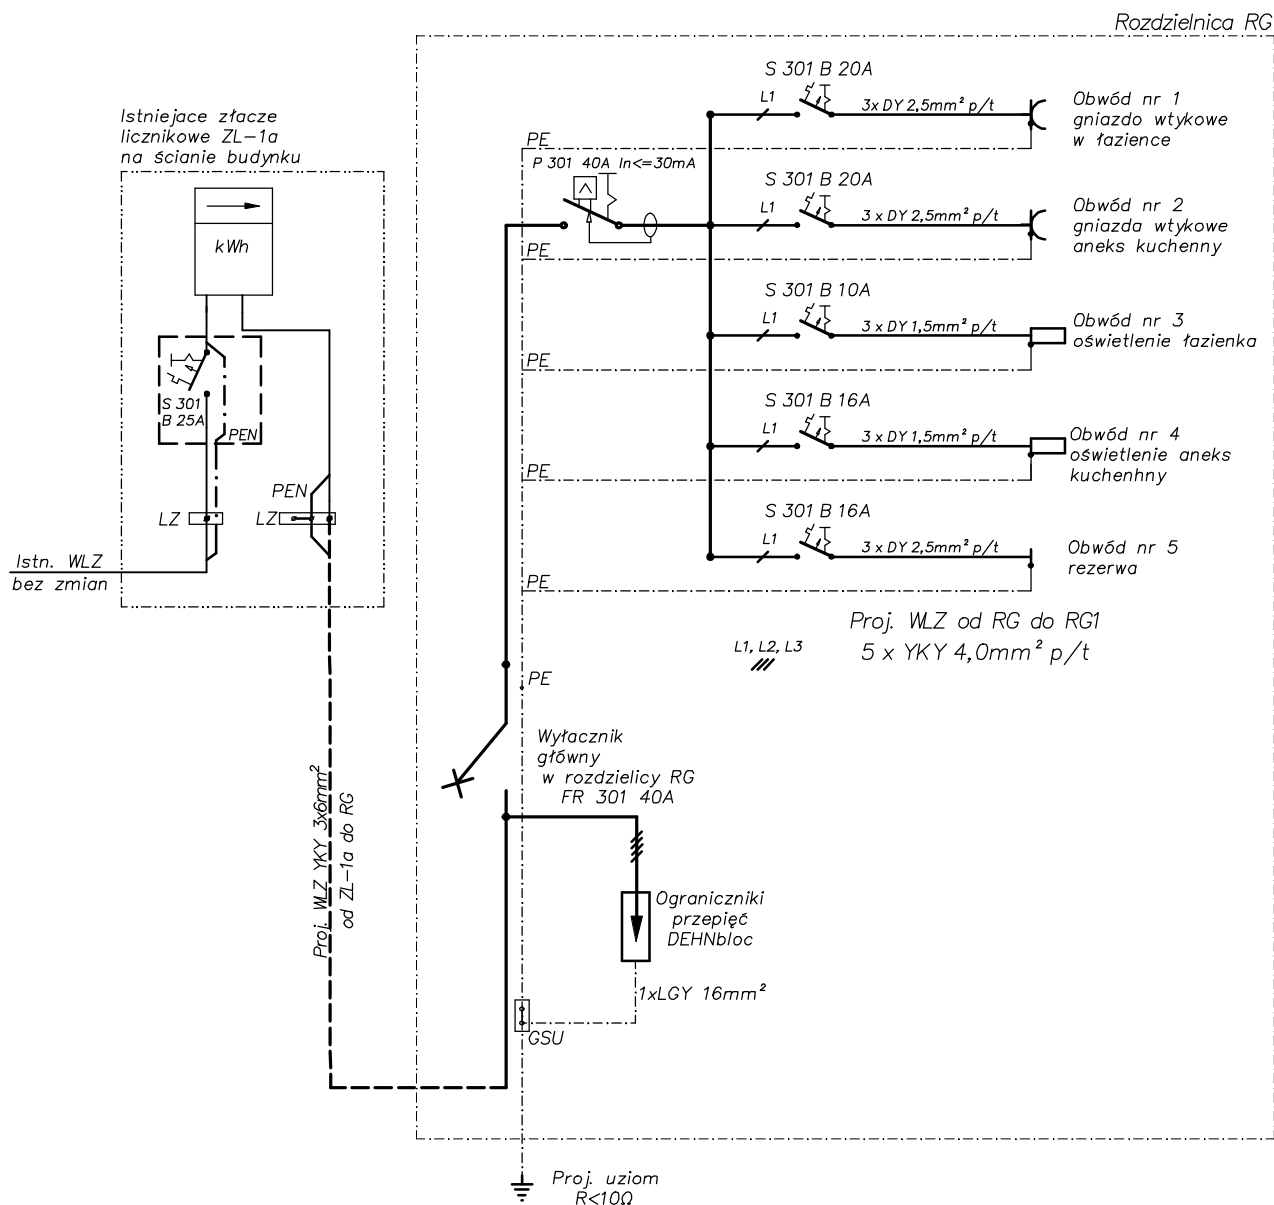 Rozdzielnica RG
Istniejace złacze
licznikowe ZL-1a
na ścianie budynku
kWh
S 301
B 25A
PEN
PEN
LZ
LZ
Istn. WLZ
bez zmian
S 301 B 20A
L1
3x DY 2,5mm² p/t
Obwód nr 1
gniazdo wtykowe
w łazience
PE
P 301 40A In<=30mA
S 301 B 20A
L1
3 x DY 2,5mm² p/t
Obwód nr 2
gniazda wtykowe
aneks kuchenny
PE
S 301 B 10A
L1
3 x DY 1,5mm² p/t
Obwód nr 3
oświetlenie łazienka
PE
S 301 B 16A
L1
3 x DY 1,5mm² p/t
Obwód nr 4
oświetlenie aneks
kuchenhny
PE
S 301 B 16A
L1
3 x DY 2,5mm² p/t
Obwód nr 5
rezerwa
PE
Proj. WLZ od RG do RG1
5 x YKY 4,0mm² p/t
L1, L2, L3
PE
Wyłacznik
główny
w rozdzielicy RG
FR 301 40A
Proj. WLZ YKY 3x6mm²
od ZL-1a do RG
Ograniczniki
przepięć
DEHNbloc
1xLGY 16mm²
GSU
Proj. uziom
R<10Ω